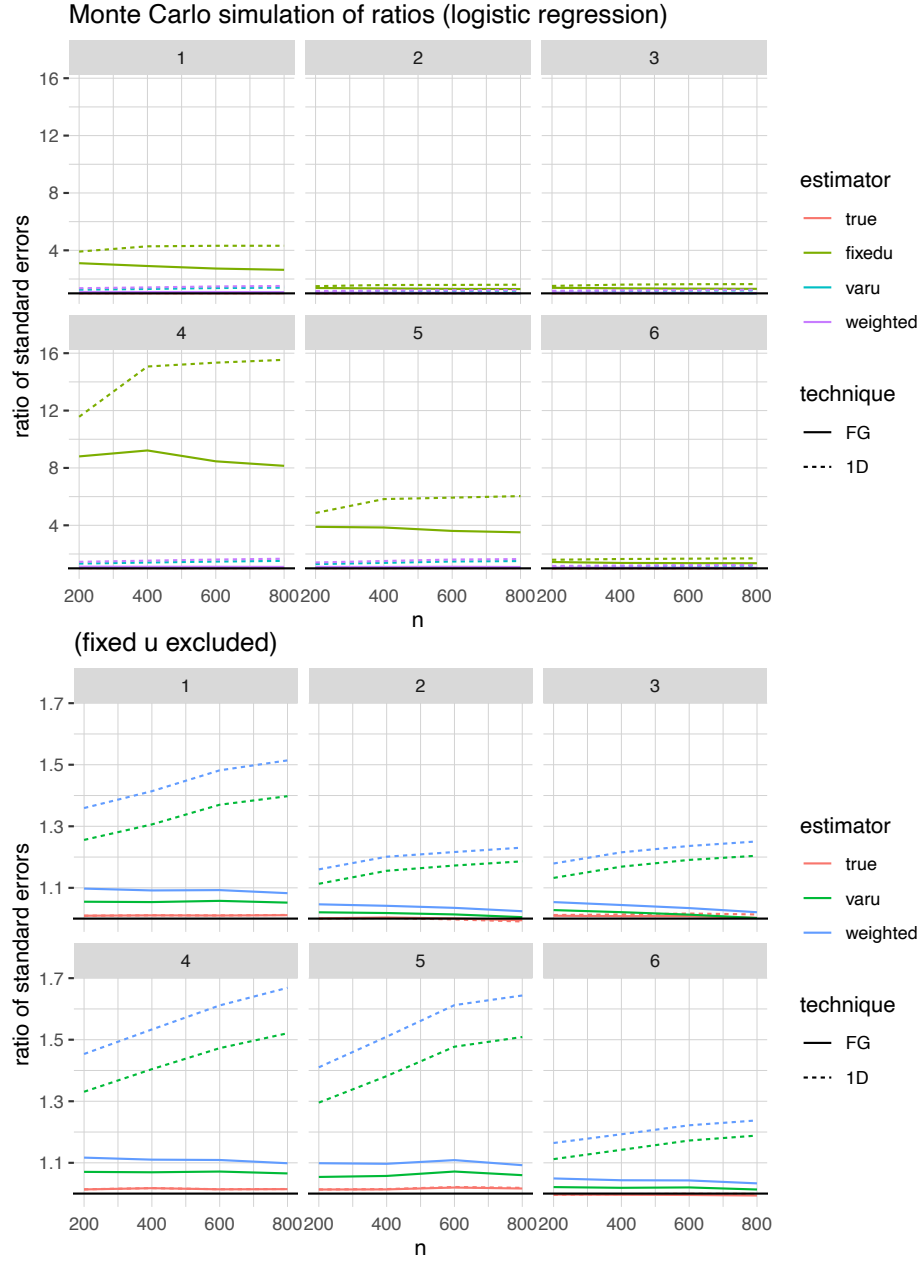 Monte Carlo simulation of ratios (logistic regression)
1
2
3
16
12
8
4
4
5
6
16
12
8
4
200
400
600
800
200
400
600
800
200
400
600
800
n
ratio of standard errors
estimator
true
fixedu
varu
weighted
technique
FG
1D
(fixed u excluded)
1
2
3
1.7
1.5
1.3
1.1
4
5
6
1.7
1.5
1.3
1.1
200
400
600
800
200
400
600
800
200
400
600
800
n
ratio of standard errors
estimator
true
varu
weighted
technique
FG
1D